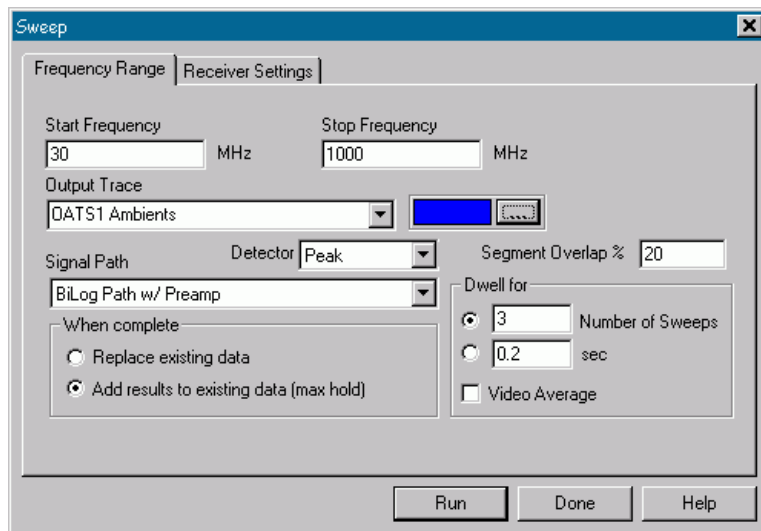 Sweep
Frequency Range
Receiver Settings
Start Frequency
30
MHz
Stop Frequency
1000
MHz
Output Trace
OATS1 Ambients
....
Signal Path
Detector
Peak
Segment Overlap %
20
BiLog Path w/ Preamp
Dwell for
3
Number of Sweeps
0.2
sec
Video Average
When complete
Replace existing data
Add results to existing data (max hold)
Run
Done
Help